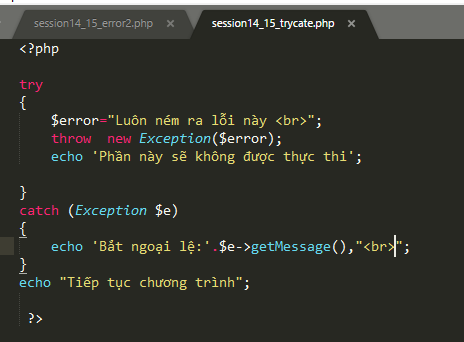 session14_15_error2.php × session14_15_trycate.php ×
<?php
try
{
$error="Luôn ném ra lỗi này <br>";
throw new Exception($error);
echo 'Phần này sẽ không được thực thi';
}
catch (Exception $e)
{
echo 'Bắt ngoại lệ:'.$e->getMessage(),"<br>";
}
echo "Tiếp tục chương trình";
?>